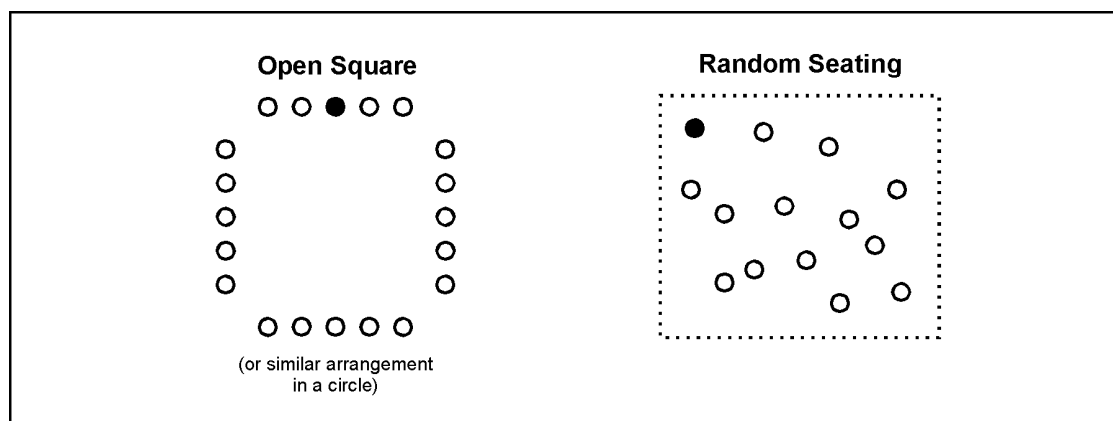 Open Square
Random Seating
(or similar arrangement
in a circle)